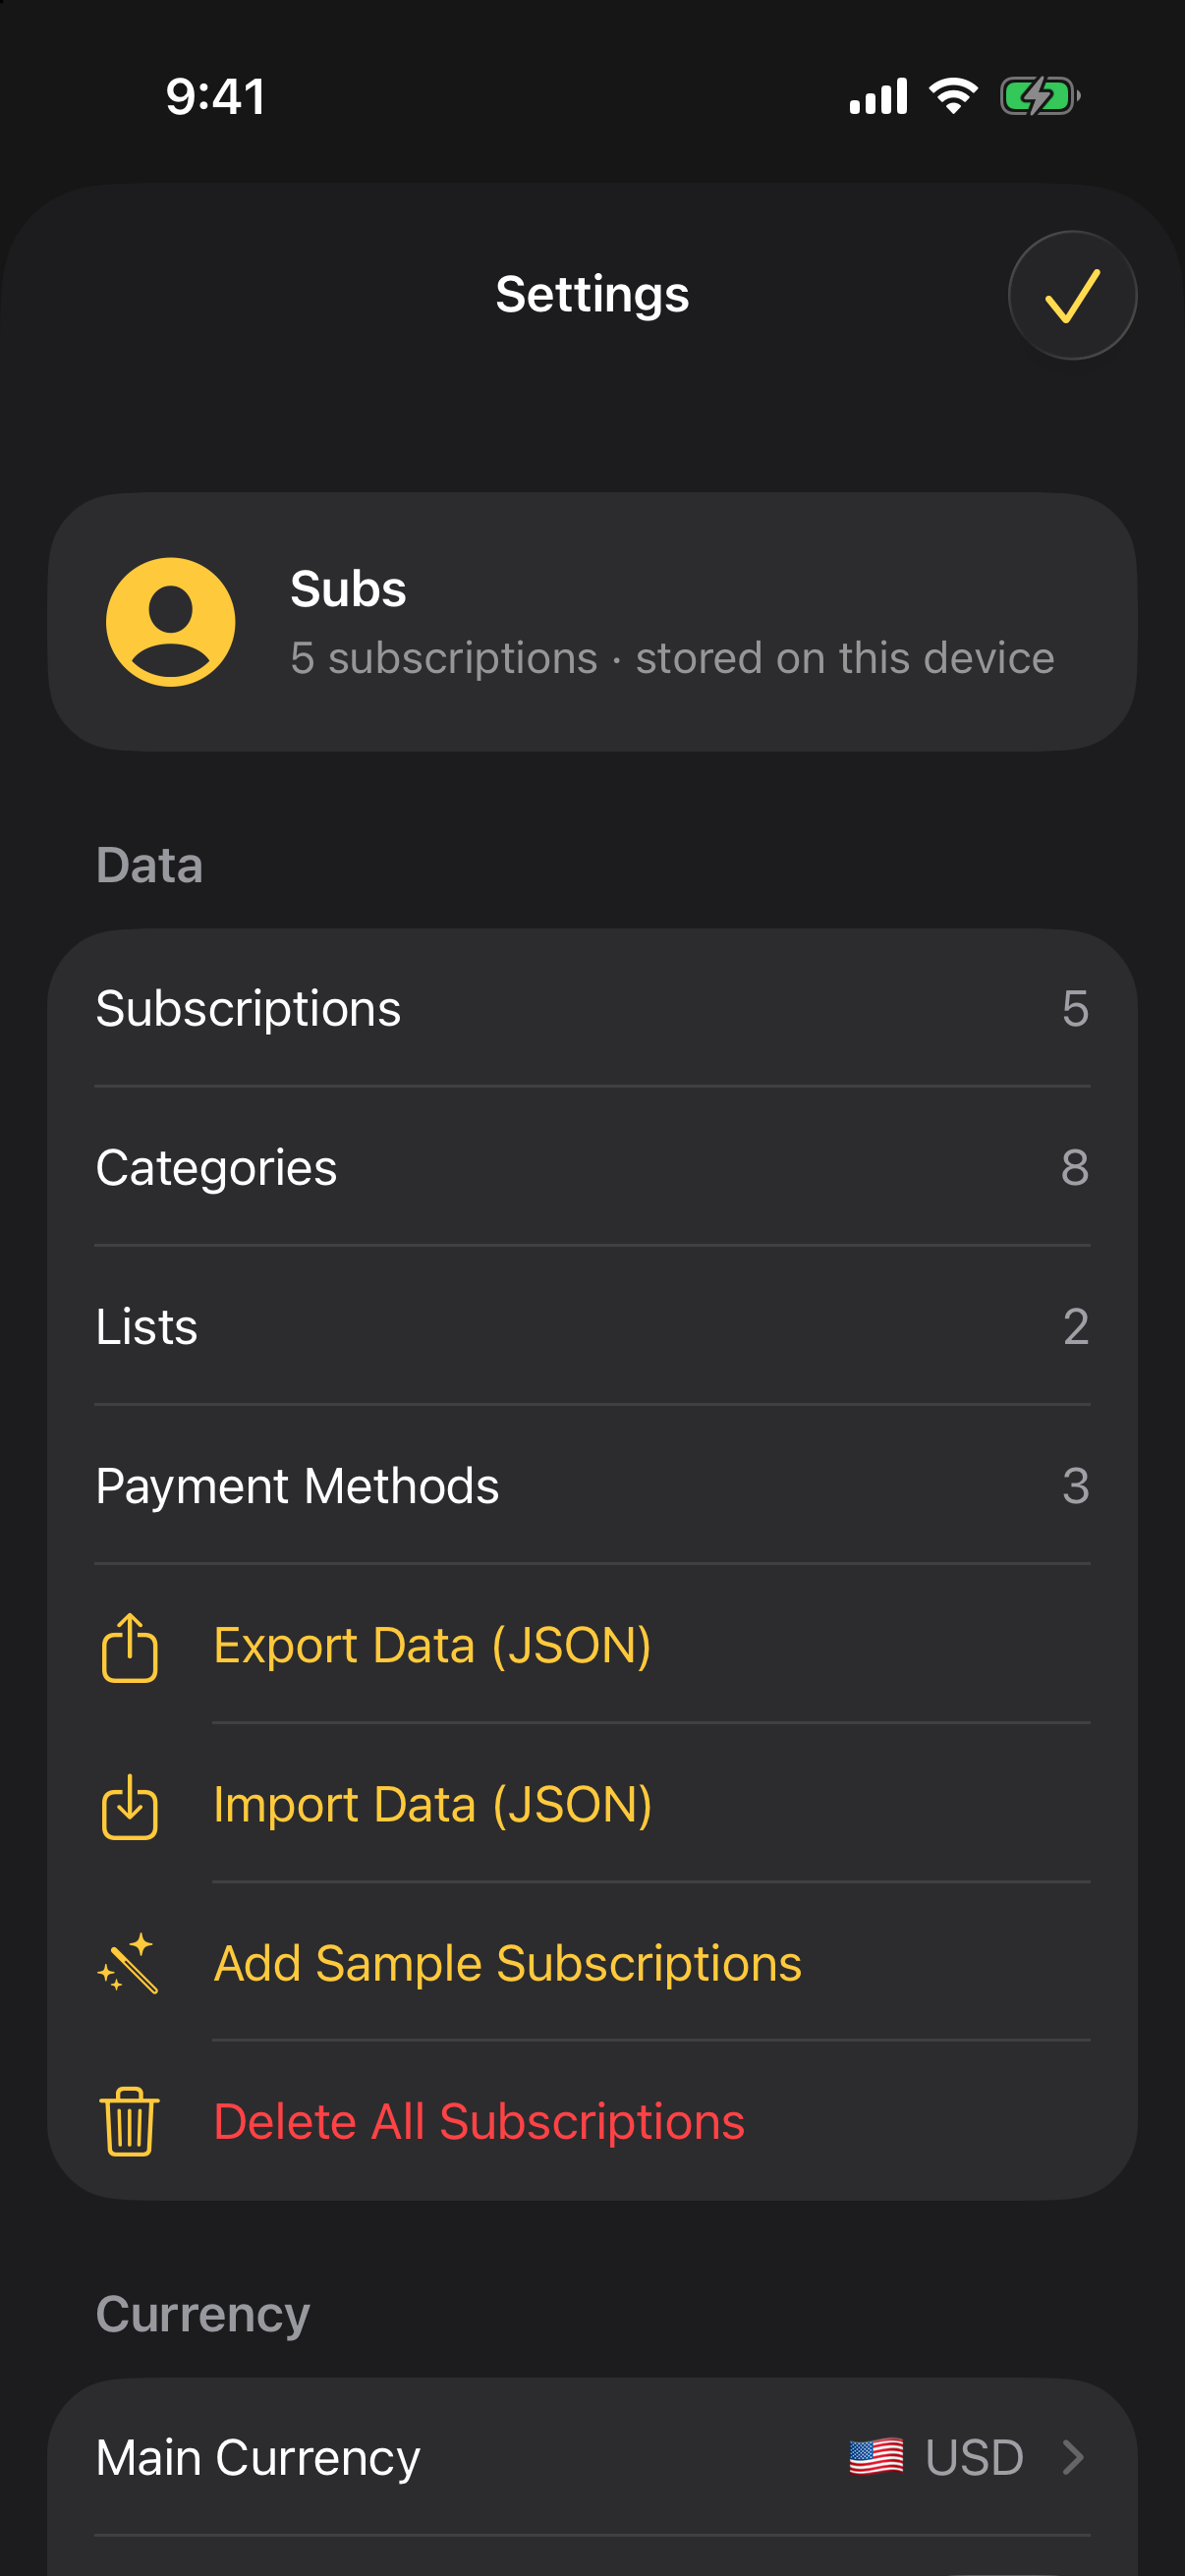 9:41
Settings
Subs
5 subscriptions · stored on this device
Data
Subscriptions 5
Categories 8
Lists 2
Payment Methods 3
Export Data (JSON)
Import Data (JSON)
Add Sample Subscriptions
Delete All Subscriptions
Currency
Main Currency USD